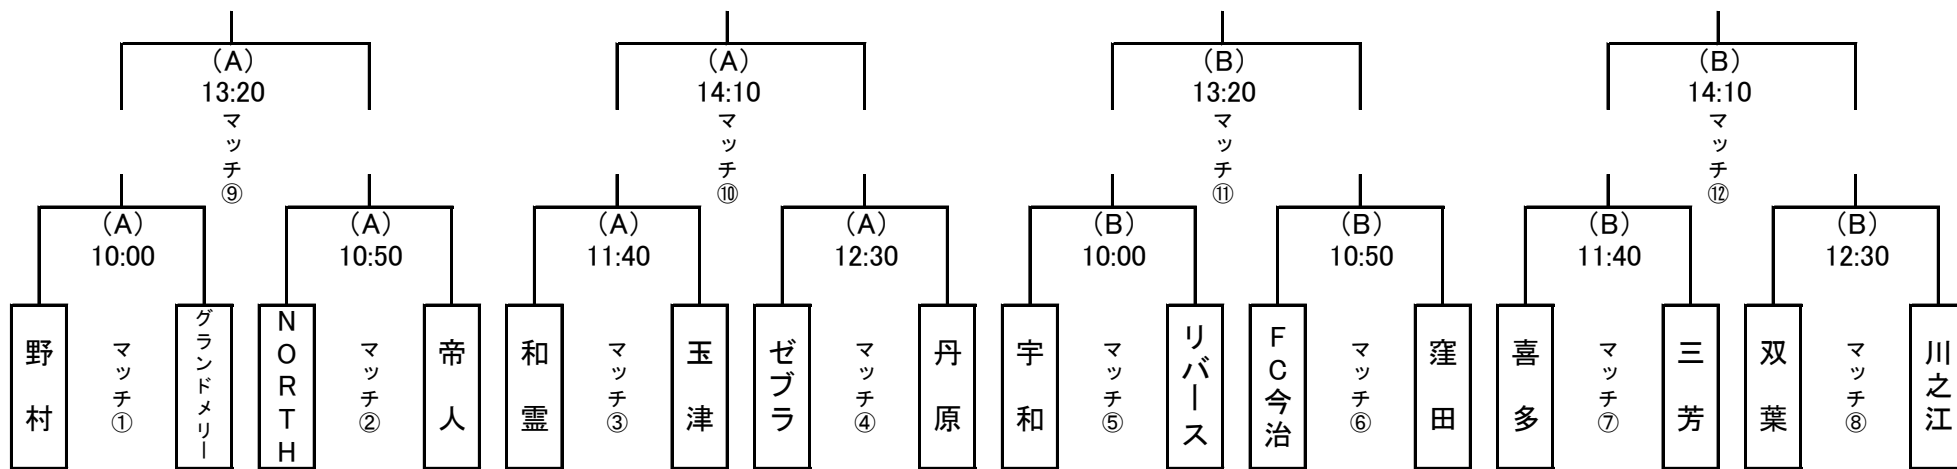 (A) (A) (B) (B)
13:20 14:10 13:20 14:10
マッチ⑨ マッチ⑩ マッチ⑪ マッチ⑫
(A) (A) (A) (A) (B) (B) (B) (B)
10:00 10:50 11:40 12:30 10:00 10:50 11:40 12:30
野村
マッチ①
グランドメリー
NORTH
マッチ②
帝人
和霊
マッチ③
玉津
ゼブラ
マッチ④
丹原
宇和
マッチ⑤
リバース
FC今治
マッチ⑥
窪田
喜多
マッチ⑦
三芳
双葉
マッチ⑧
川之江